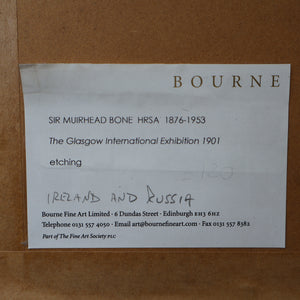 BOURNE
SIR MUIRHEAD BONE HRSA 1876-1953
The Glasgow International Exhibition 1901
etching
IRELAND AND RUSSIA
Bourne Fine Art Limited · 6 Dundas Street · Edinburgh EH3 6HZ
Telephone 0131 557 4050 · Email art@bournefineart.com · Fax 0131 557 8382
Part of The Fine Art Society PLC